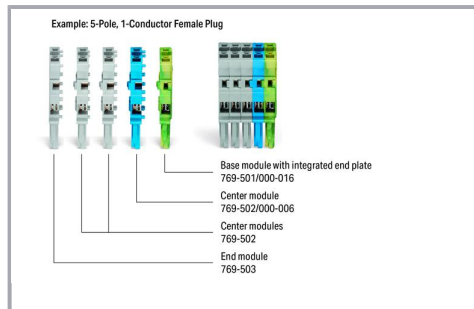 Example: 5-Pole, 1-Conductor Female Plug
Base module with integrated end plate
769-501/000-016
Center module
769-502/000-006
Center modules
769-502
End module
769-503